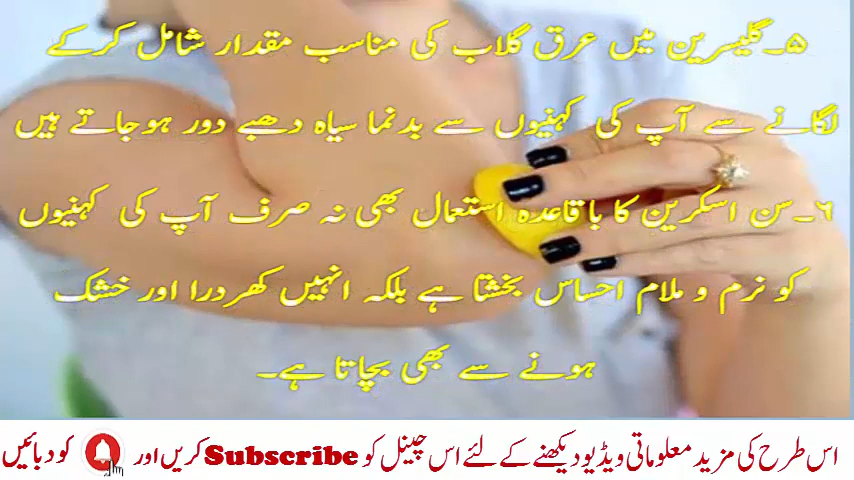 ۵۔گلیسرین میں عرق گلاب کی مناسب مقدار شامل کرکے
لگانے سے آپ کی کہنیوں سے بدنما سیاہ دھبے دور ہوجاتے ہیں
۶۔سن اسکرین کا باقاعدہ استعمال بھی نہ صرف آپ کی کہنیوں
کو نرم و ملام احساس بخشتا ہے بلکہ انہیں کھردرا اور خشک
ہونے سے بھی بچاتا ہے۔
اس طرح کی مزید معلوماتی ویڈیو دیکھنے کے لئے اس چینل کو Subscribe کریں اور کو دبائیں